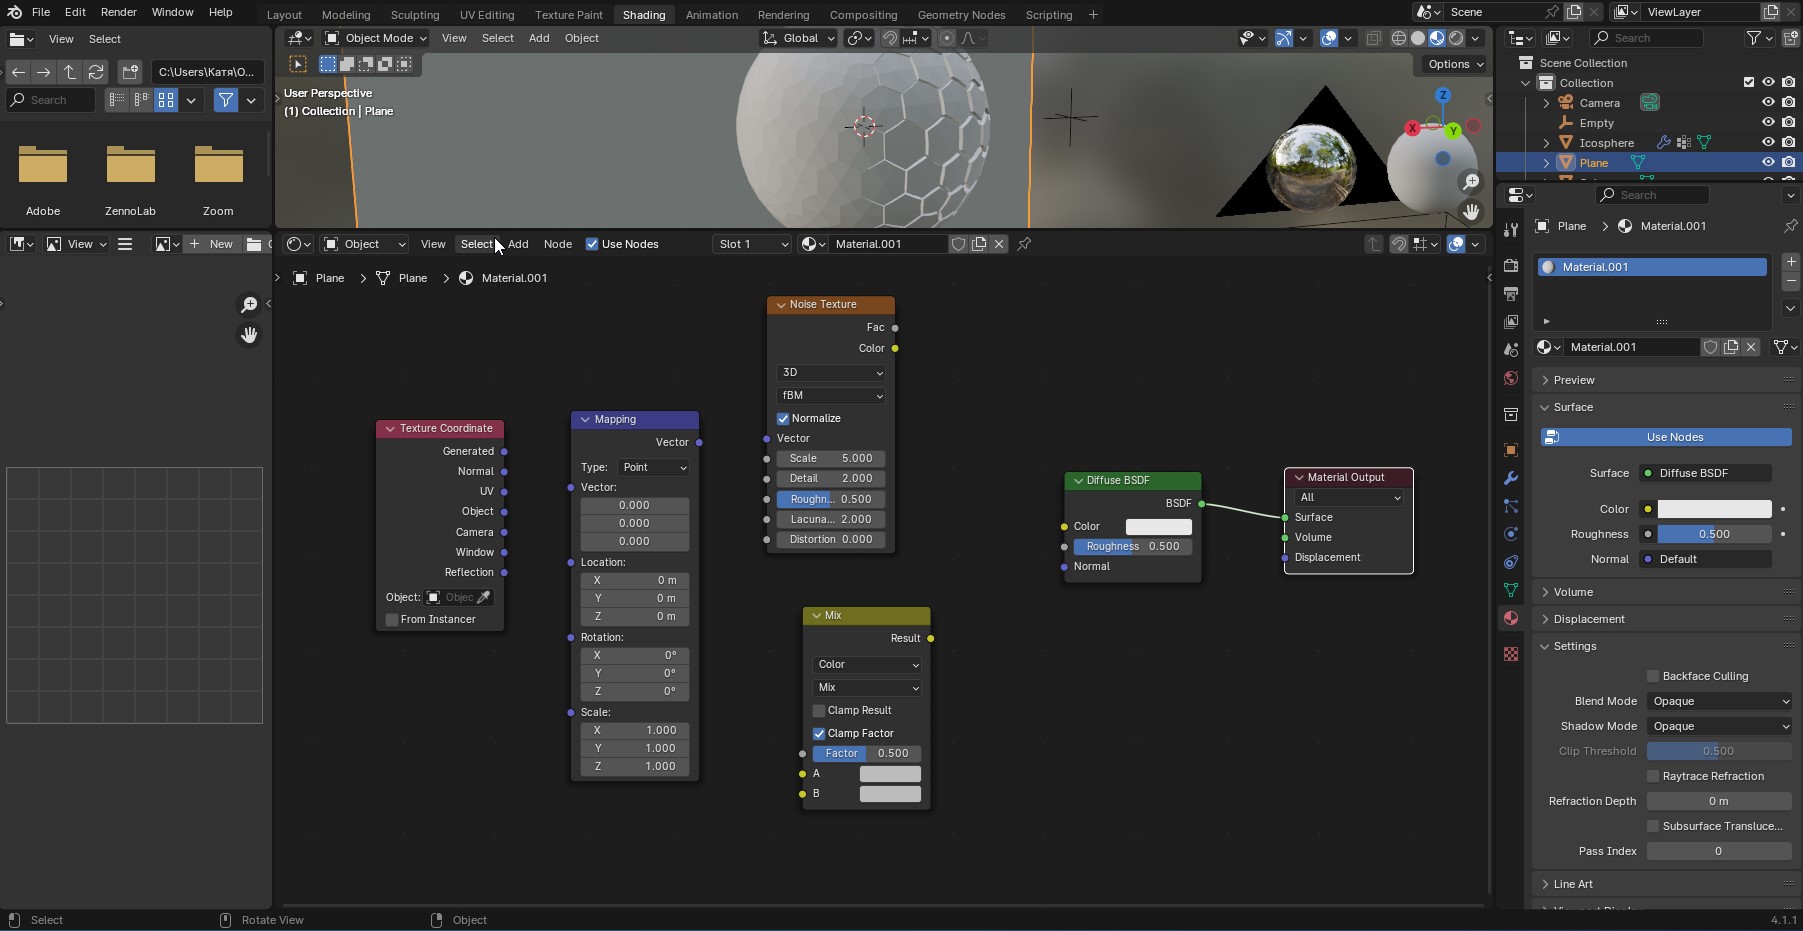 File Edit Render Window Help
Layout Modeling Sculpting UV Editing Texture Paint Shading Animation Rendering Compositing Geometry Nodes Scripting +
Scene
ViewLayer
View Select
Object Mode View Select Add Object
Global
Search
C:\Users\Катя\O...
Search
Options
User Perspective
(1) Collection | Plane
Z
X
Y
Scene Collection
Collection
Camera
Empty
Icosphere
Plane
Adobe
ZennoLab
Zoom
Search
View
New
Object View Select Add Node Use Nodes
Slot 1
Material.001
Plane > Plane > Material.001
Plane > Material.001
Material.001
Material.001
Noise Texture
Fac
Color
3D
fBM
Normalize
Vector
Scale 5.000
Detail 2.000
Roughn... 0.500
Lacuna... 2.000
Distortion 0.000
Texture Coordinate
Generated
Normal
UV
Object
Camera
Window
Reflection
Object: Objec
From Instancer
Mapping
Vector
Type: Point
Vector:
0.000
0.000
0.000
Location:
X 0 m
Y 0 m
Z 0 m
Rotation:
X 0°
Y 0°
Z 0°
Scale:
X 1.000
Y 1.000
Z 1.000
Mix
Result
Color
Mix
Clamp Result
Clamp Factor
Factor 0.500
A
B
Diffuse BSDF
BSDF
Color
Roughness 0.500
Normal
Material Output
All
Surface
Volume
Displacement
Preview
Surface
Use Nodes
Surface Diffuse BSDF
Color
Roughness 0.500
Normal Default
Volume
Displacement
Settings
Backface Culling
Blend Mode Opaque
Shadow Mode Opaque
Clip Threshold 0.500
Raytrace Refraction
Refraction Depth 0 m
Subsurface Transluce...
Pass Index 0
Line Art
Select
Rotate View
Object
4.1.1